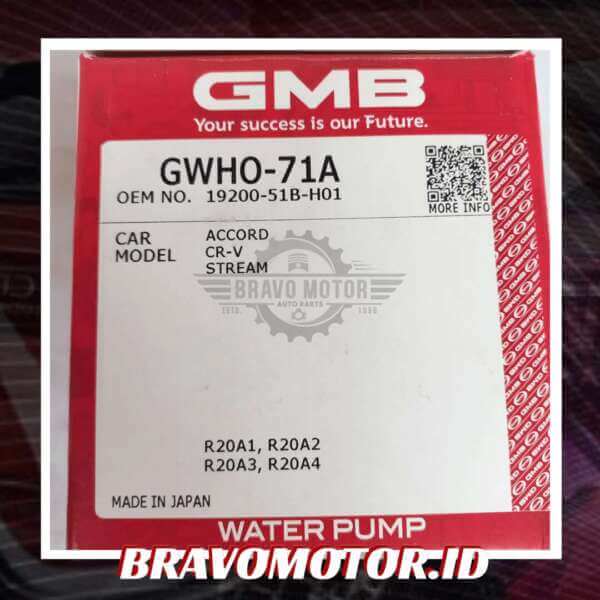 GMB
Your success is our Future.
GWHO-71A
OEM NO. 19200-51B-H01
MORE INFO
CAR MODEL
ACCORD
CR-V
STREAM
BRAVO MOTOR
AUTO PARTS
R20A1, R20A2
R20A3, R20A4
MADE IN JAPAN
WATER PUMP
BRAVOMOTOR.ID